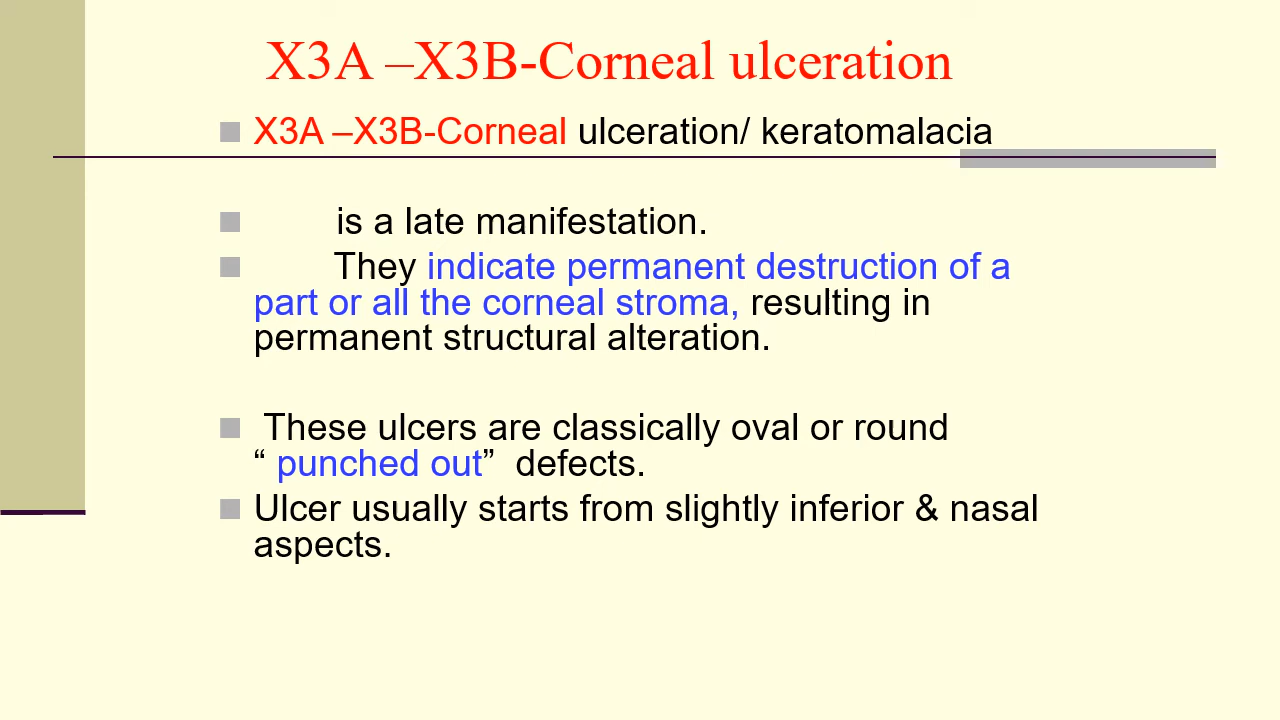 X3A –X3B-Corneal ulceration
X3A –X3B-Corneal ulceration/ keratomalacia
is a late manifestation.
They indicate permanent destruction of a
part or all the corneal stroma, resulting in
permanent structural alteration.
These ulcers are classically oval or round
“ punched out”  defects.
Ulcer usually starts from slightly inferior & nasal
aspects.